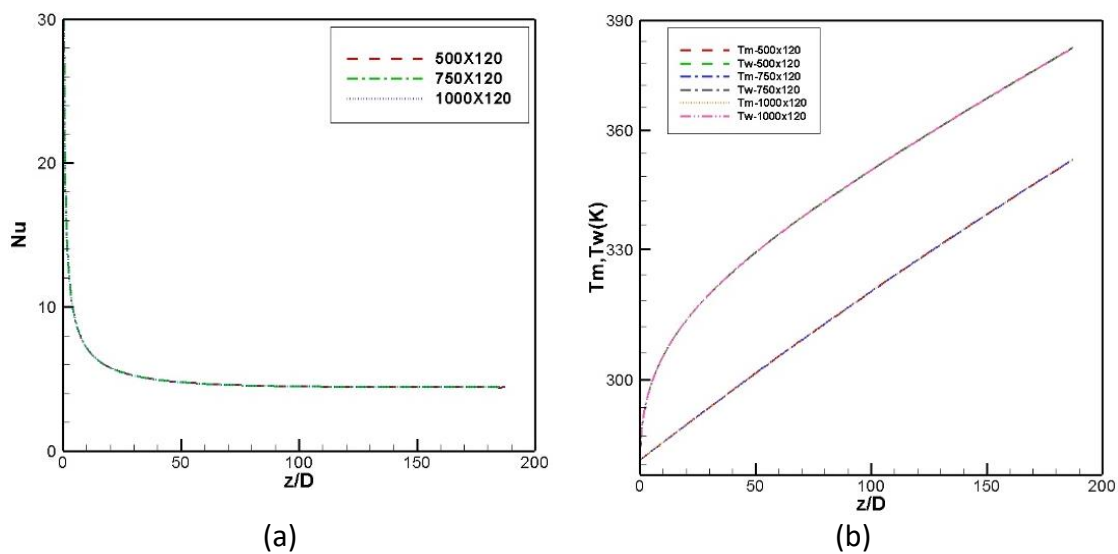 30
20
10
0
Nu
500X120
750X120
1000X120
0
50
100
150
200
z/D
(a)
390
360
330
300
Tm,Tw(K)
Tm-500x120
Tw-500x120
Tm-750x120
Tw-750x120
Tm-1000x120
Tw-1000x120
0
50
100
150
200
z/D
(b)